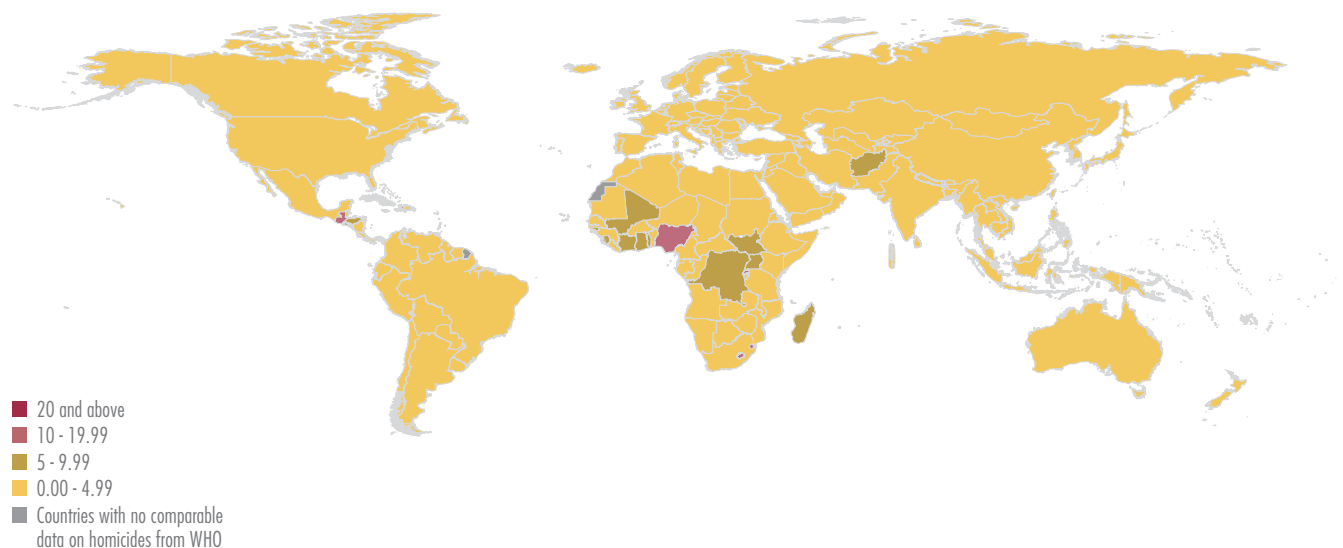 20 and above
10 - 19.99
5 - 9.99
0.00 - 4.99
Countries with no comparable
data on homicides from WHO